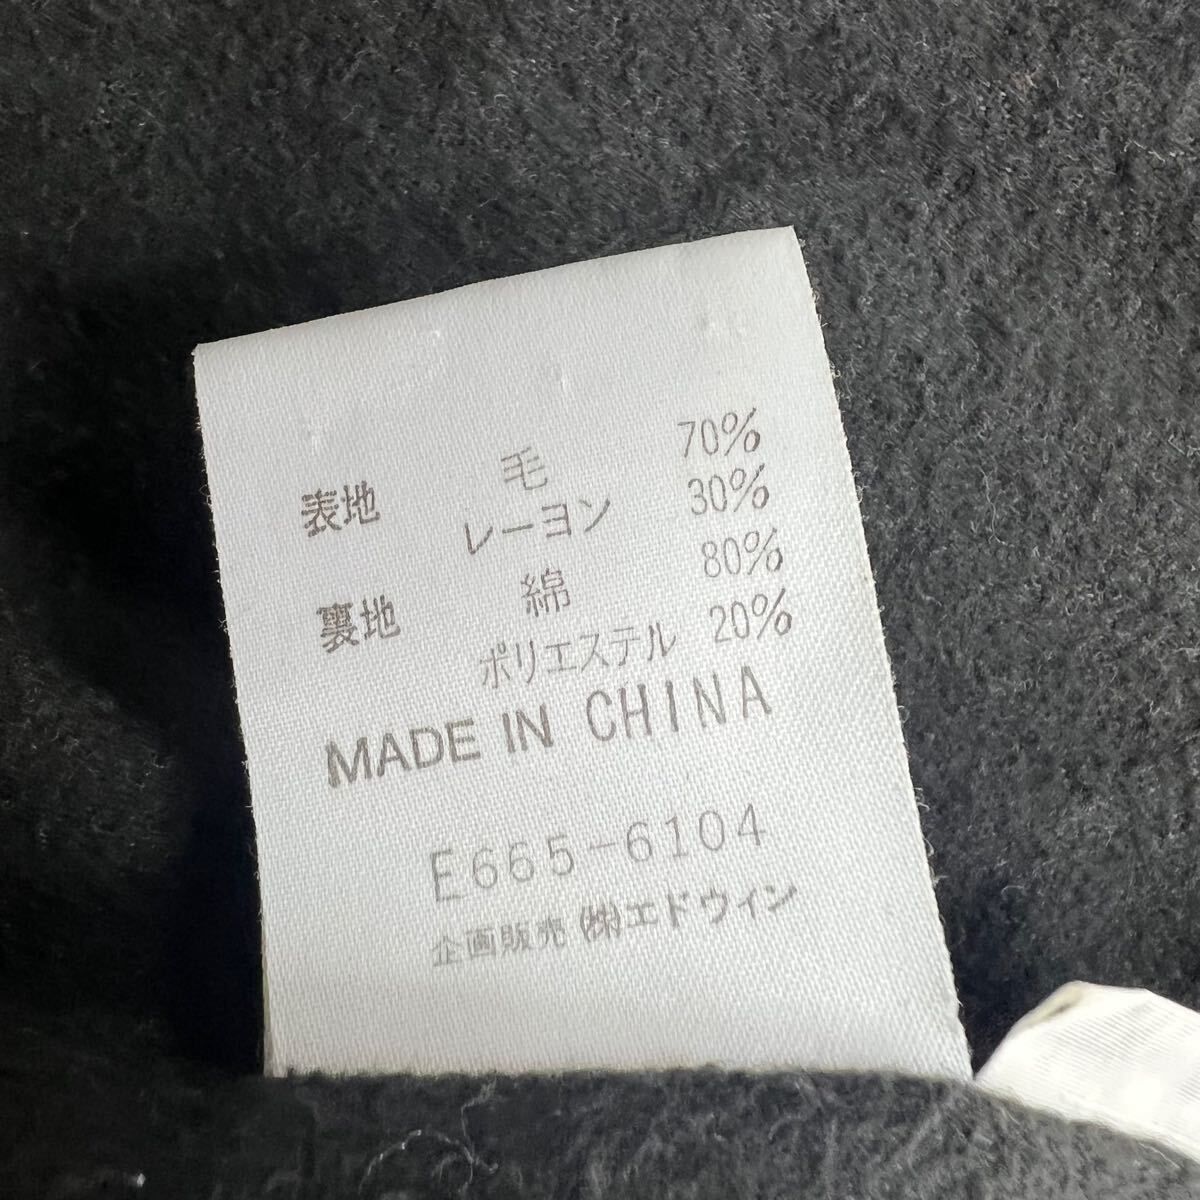 表地 毛 70%
レーヨン 30%
裏地 綿 80%
ポリエステル 20%
MADE IN CHINA
E665-6104
企画販売 ㈱エドウィン